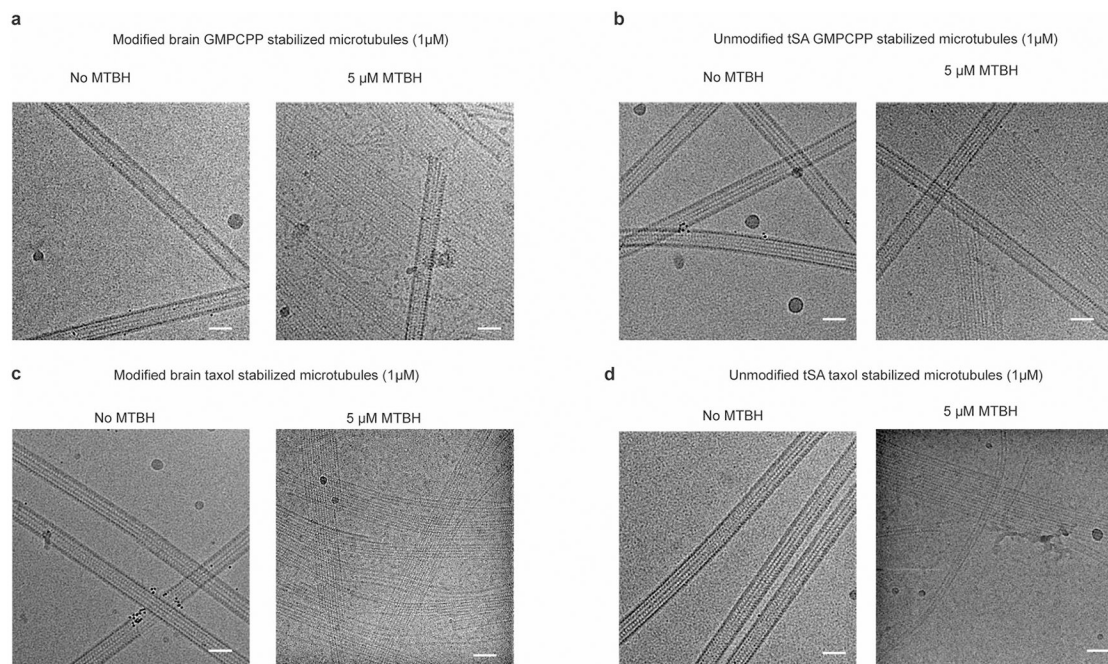 a
Modified brain GMPCPP stabilized microtubules (1µM)
No MTBH
5 µM MTBH
b
Unmodified tSA GMPCPP stabilized microtubules (1µM)
No MTBH
5 µM MTBH
c
Modified brain taxol stabilized microtubules (1µM)
No MTBH
5 µM MTBH
d
Unmodified tSA taxol stabilized microtubules (1µM)
No MTBH
5 µM MTBH